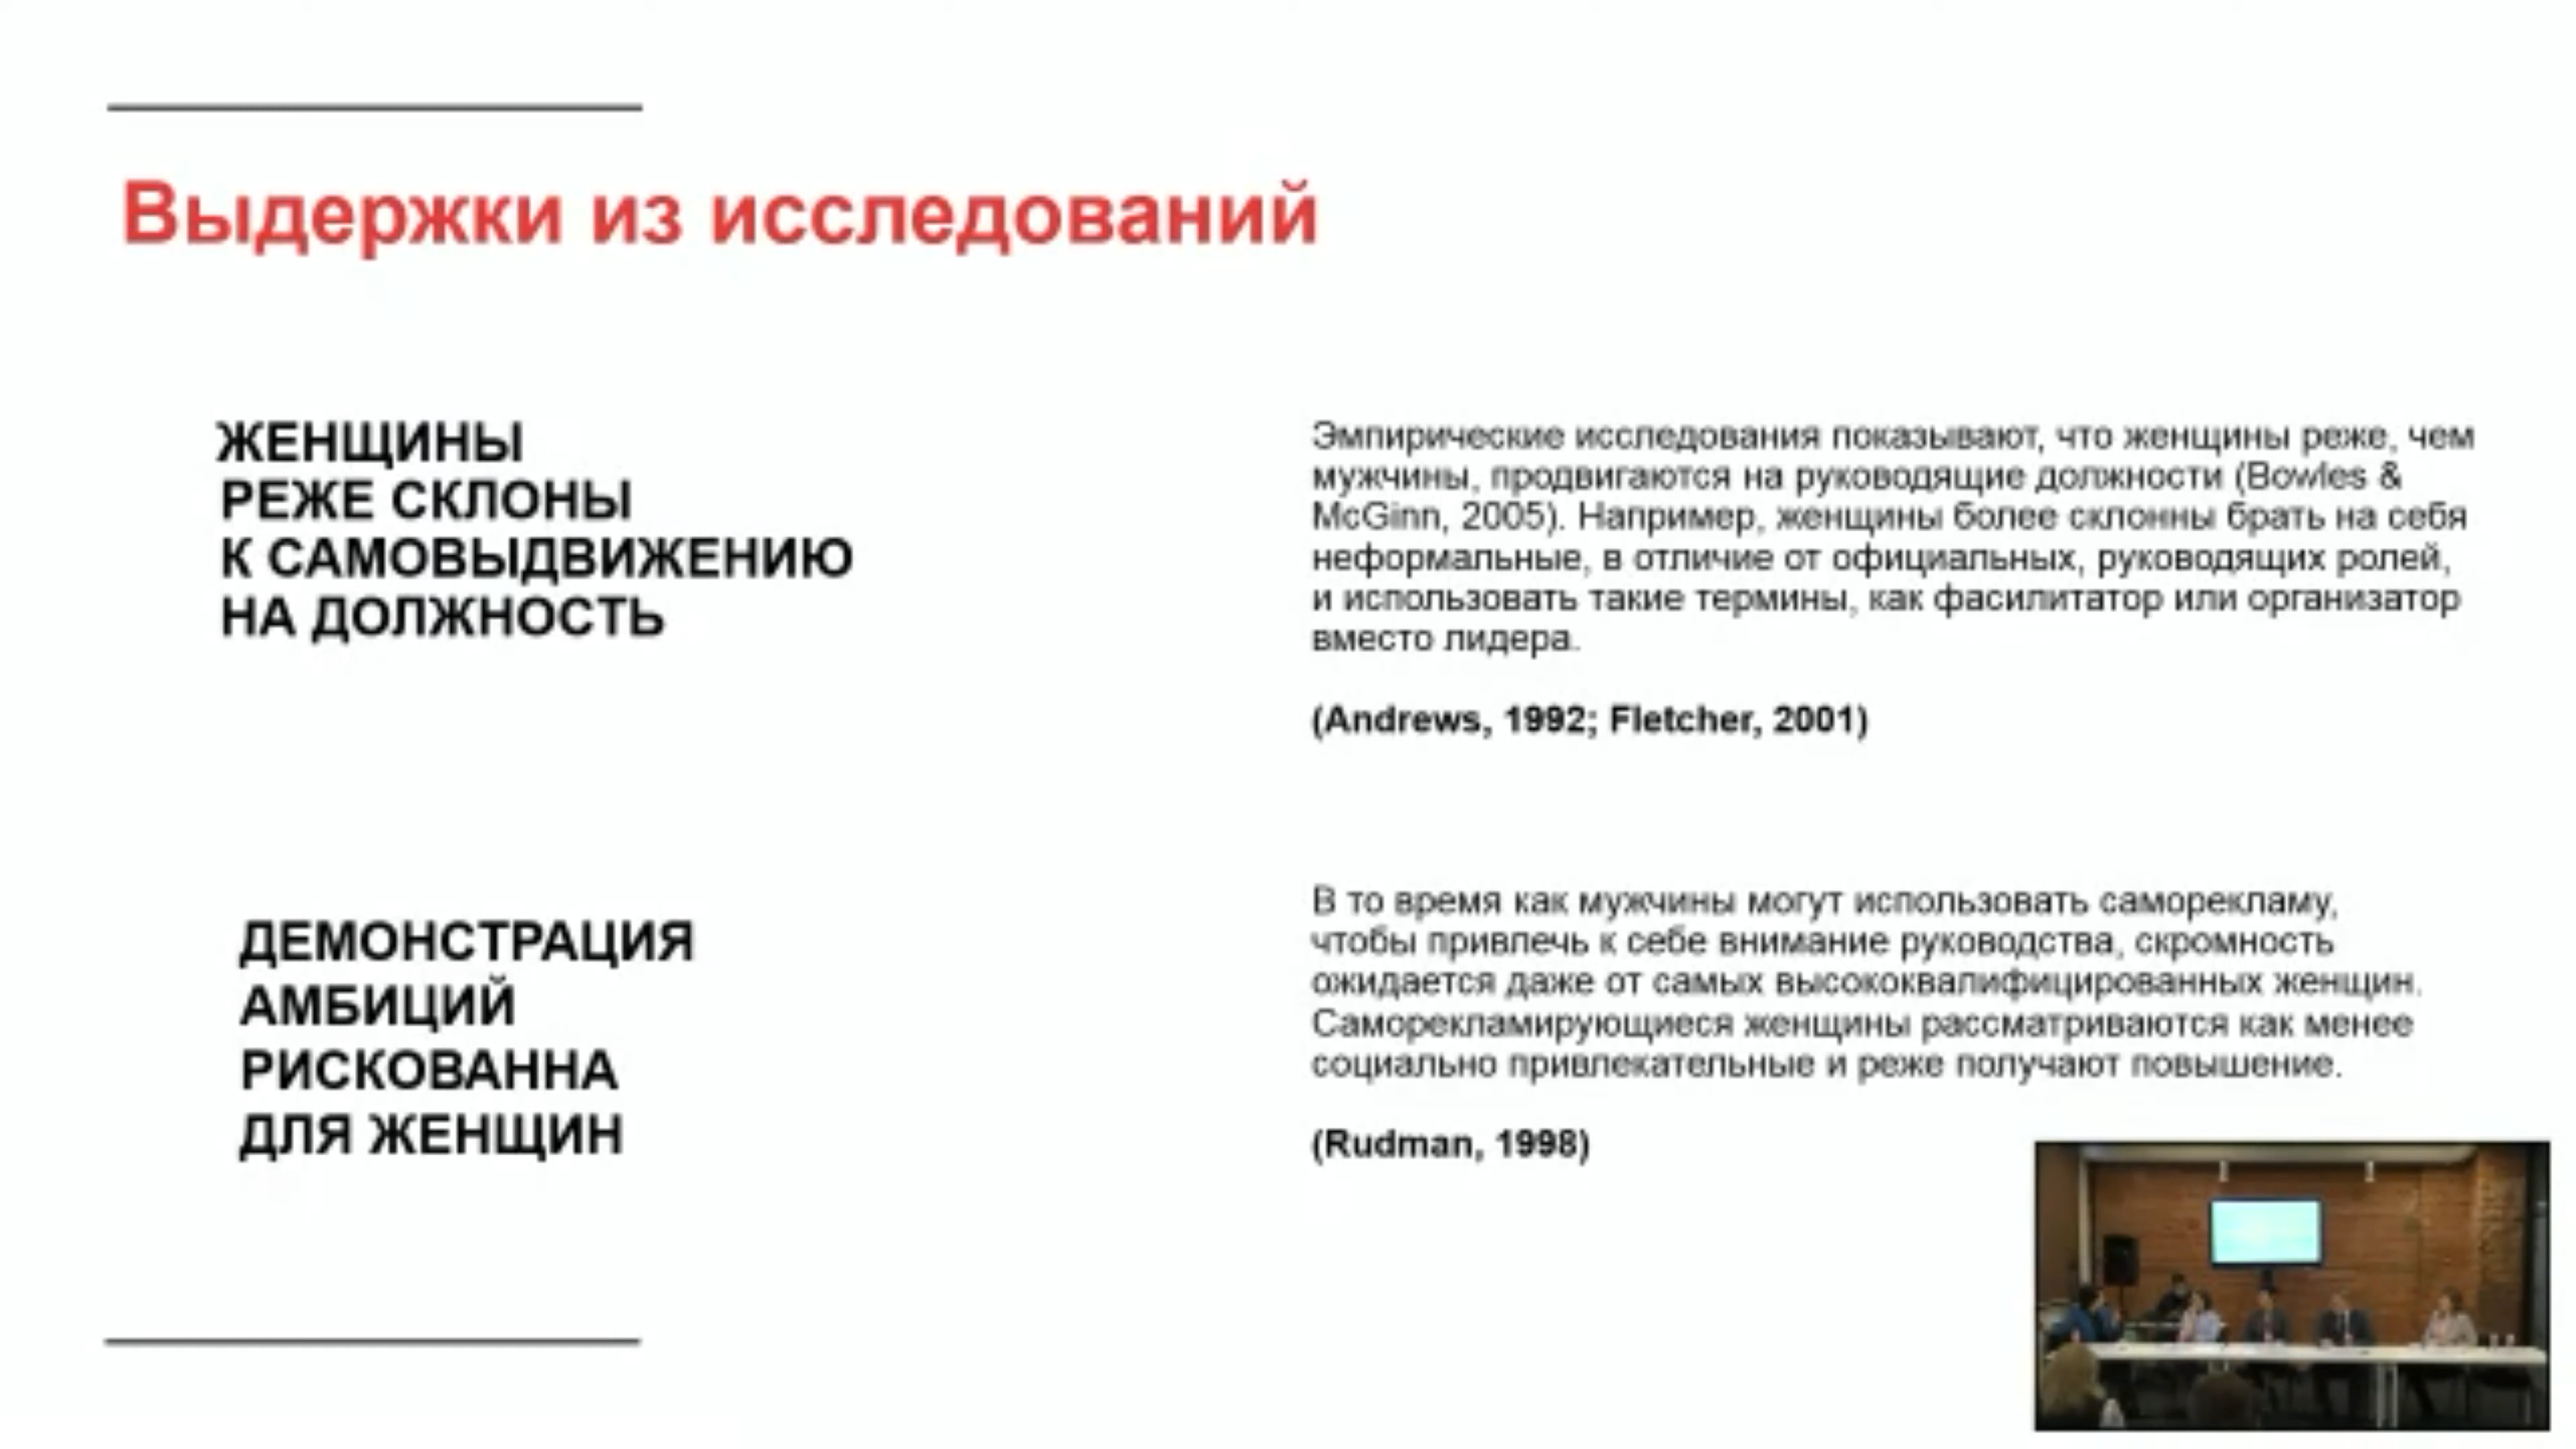 Выдержки из исследований
ЖЕНЩИНЫ
РЕЖЕ СКЛОНЫ
К САМОВЫДВИЖЕНИЮ
НА ДОЛЖНОСТЬ
Эмпирические исследования показывают, что женщины реже, чем
мужчины, продвигаются на руководящие должности (Bowles &
McGinn, 2005). Например, женщины более склонны брать на себя
неформальные, в отличие от официальных, руководящих ролей,
и использовать такие термины, как фасилитатор или организатор
вместо лидера.
(Andrews, 1992; Fletcher, 2001)
ДЕМОНСТРАЦИЯ
АМБИЦИЙ
РИСКОВАННА
ДЛЯ ЖЕНЩИН
В то время как мужчины могут использовать саморекламу,
чтобы привлечь к себе внимание руководства, скромность
ожидается даже от самых высококвалифицированных женщин.
Саморекламирующиеся женщины рассматриваются как менее
социально привлекательные и реже получают повышение.
(Rudman, 1998)